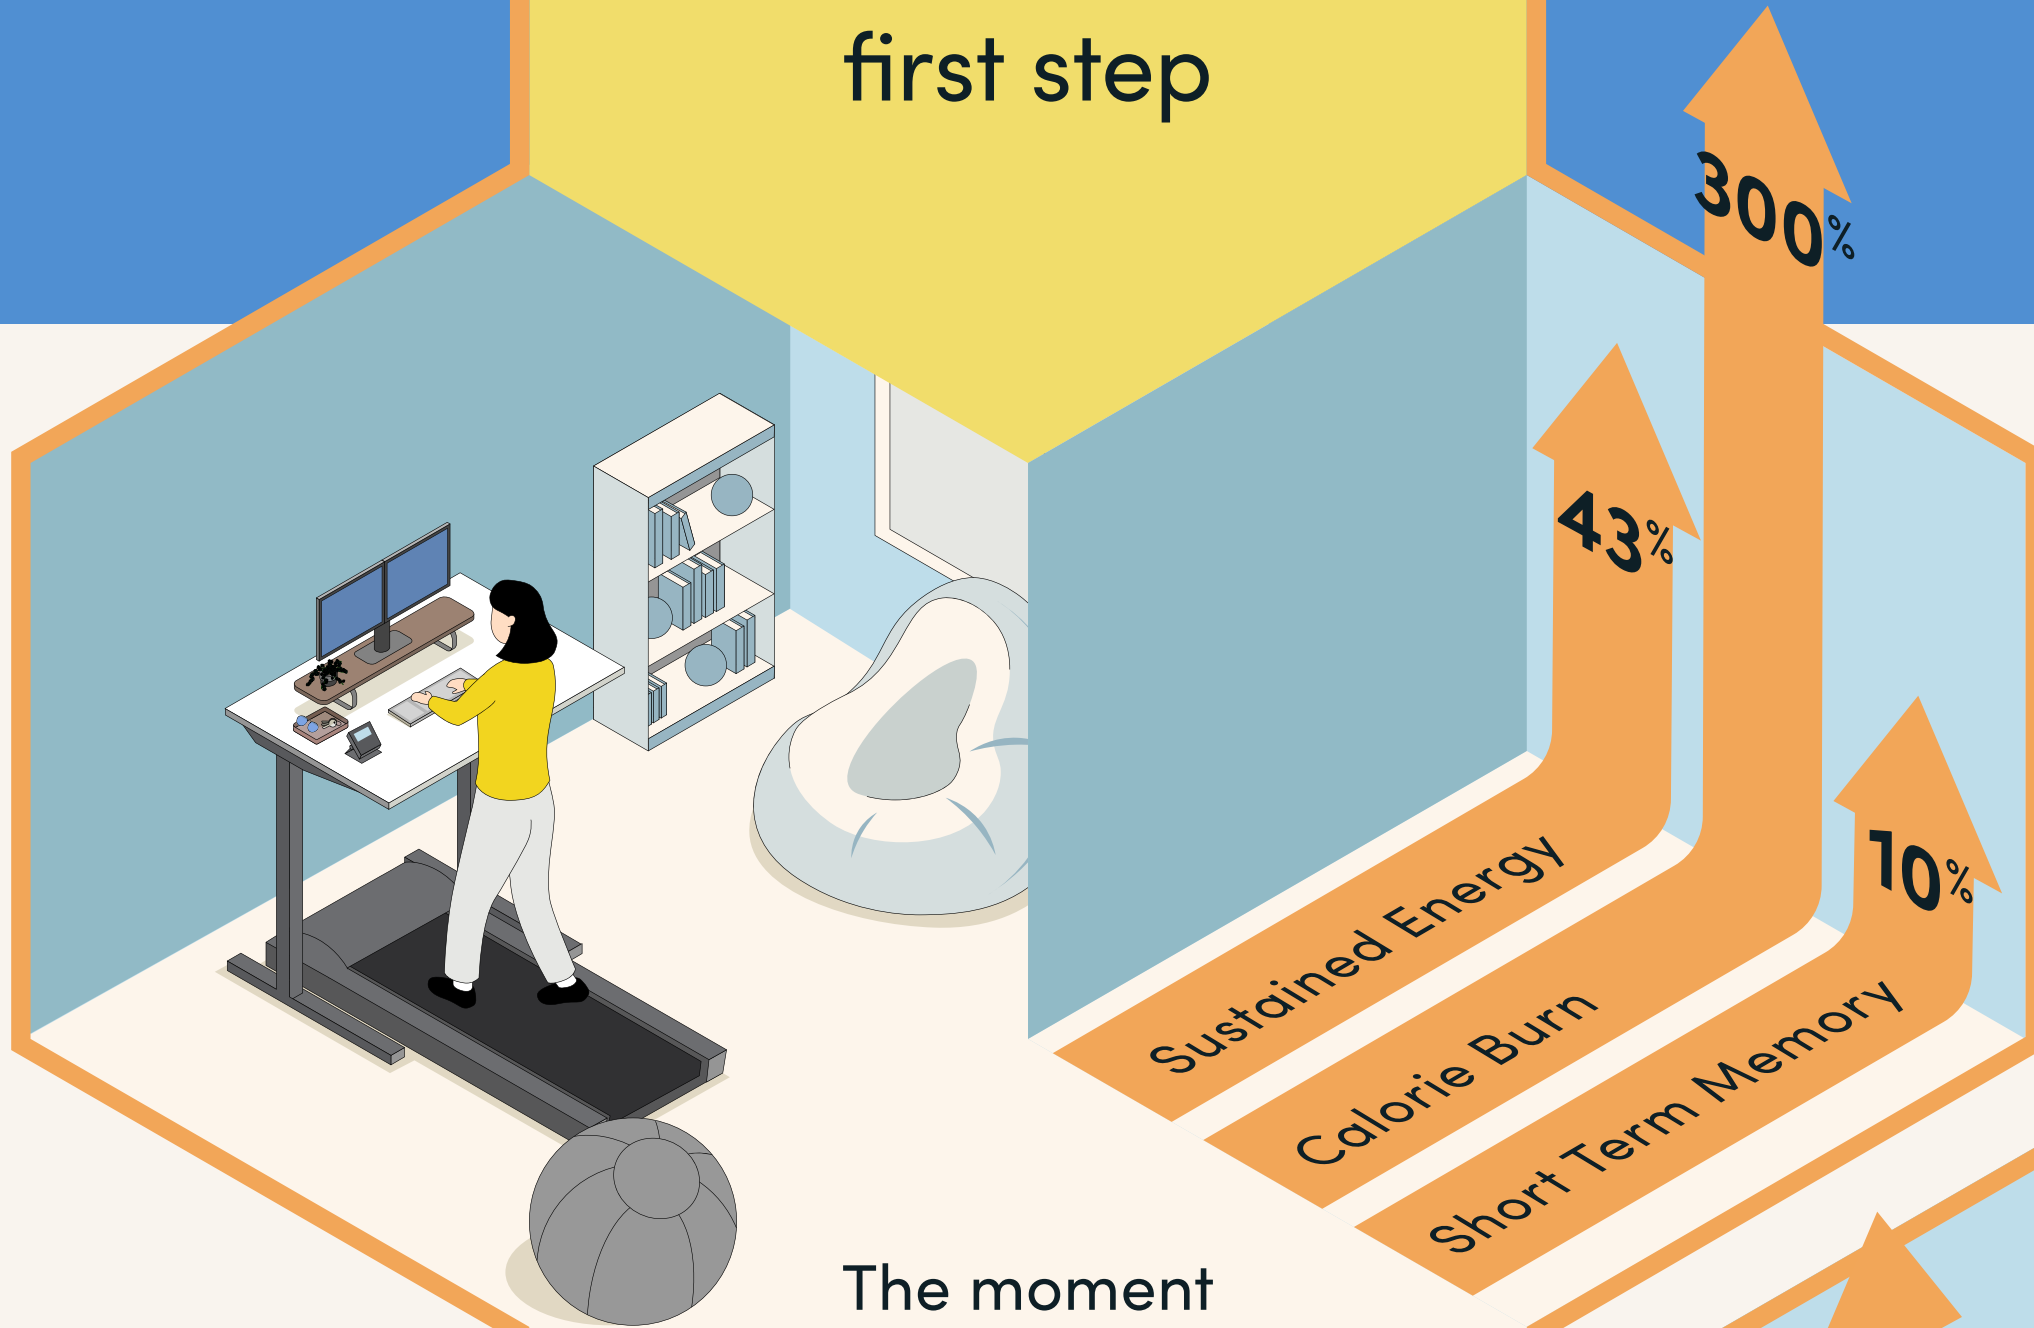 first step
300%
43%
10%
Sustained Energy
Calorie Burn
Short Term Memory
The moment